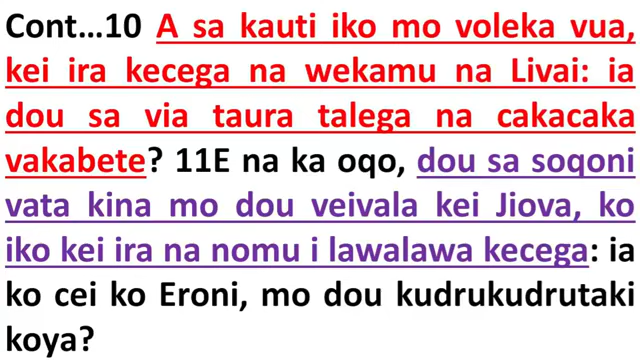 Cont...10 A sa kauti iko mo voleka vua,
kei ira kecega na wekamu na Livai: ia
dou sa via taura talega na cakacaka
vakabete? 11E na ka oqo, dou sa soqoni
vata kina mo dou veivala kei Jiova, ko
iko kei ira na nomu i lawalawa kecega: ia
ko cei ko Eroni, mo dou kudrukudrutaki
koya?